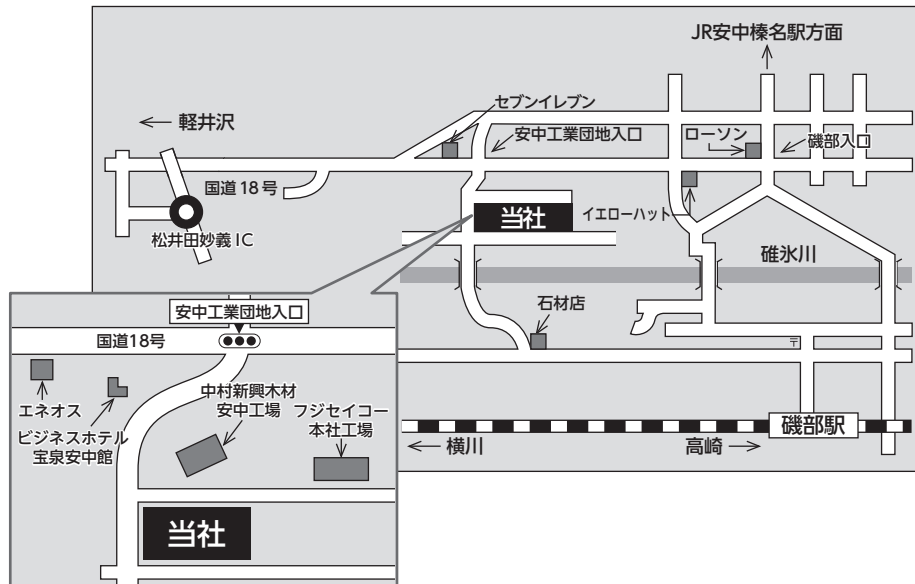 JR安中榛名駅方面
セブンイレブン
← 軽井沢
安中工業団地入口
ローソン
磯部入口
国道18号
当社
イエローハット
松井田妙義IC
碓氷川
安中工業団地入口
石材店
国道18号
〒
中村新興木材
安中工場
エネオス
フジセイコー
本社工場
ビジネスホテル
宝泉安中館
磯部駅
← 横川
高崎 →
当社